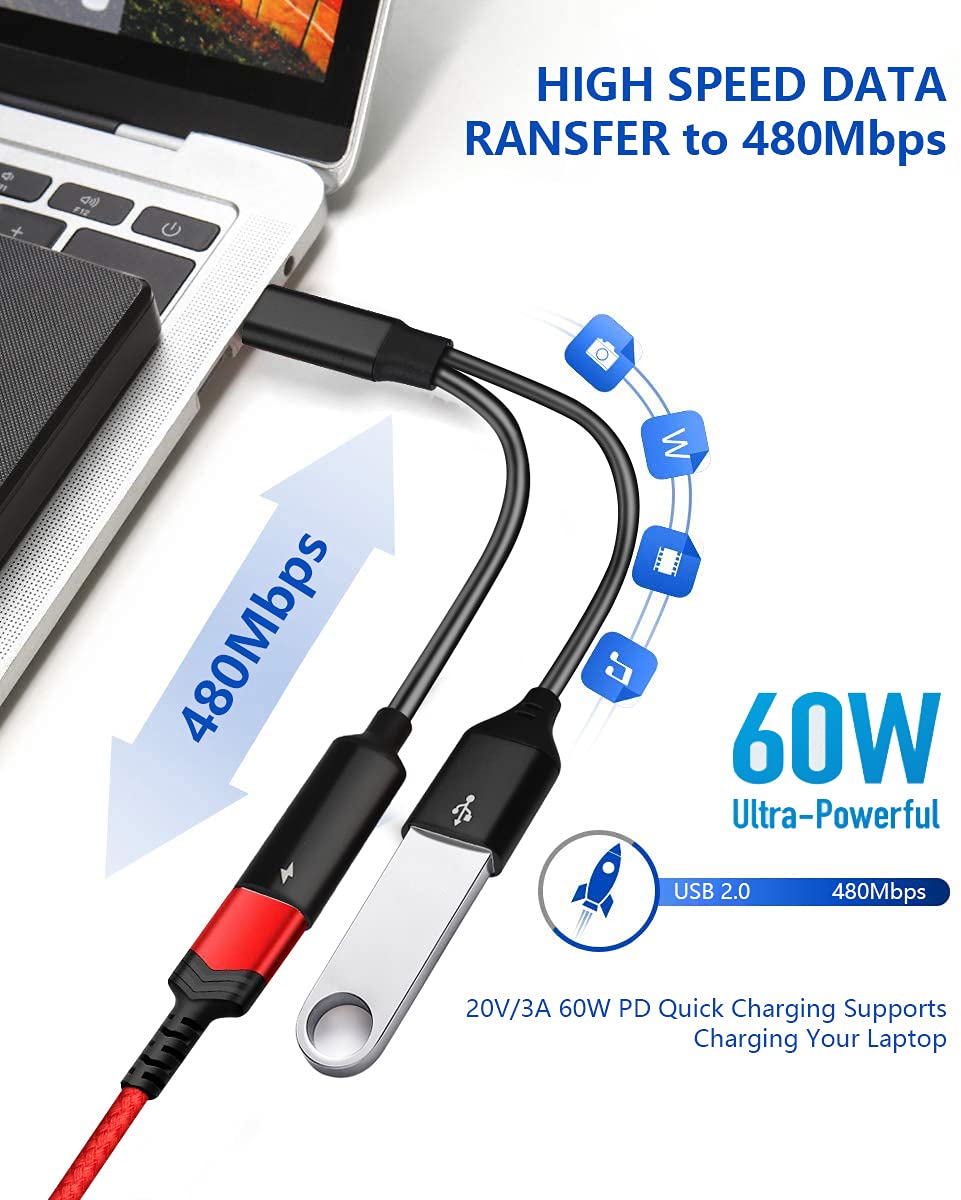 HIGH SPEED DATA
RANSFER to 480Mbps
F12
480Mbps
W
60W
Ultra-Powerful
USB 2.0 480Mbps
20V/3A 60W PD Quick Charging Supports
Charging Your Laptop